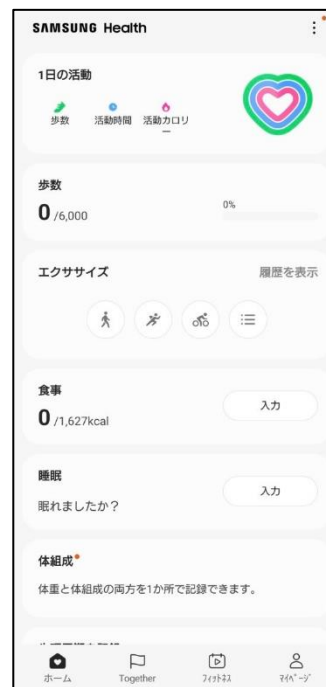 SAMSUNG Health
1日の活動
歩数
活動時間
活動カロリ
ー
歩数
0 /6,000
0%
エクササイズ
履歴を表示
食事
0 /1,627kcal
入力
睡眠
眠れましたか？
入力
体組成
体重と体組成の両方を1か所で記録できます。
ホーム
Together
フィットネス
マイページ